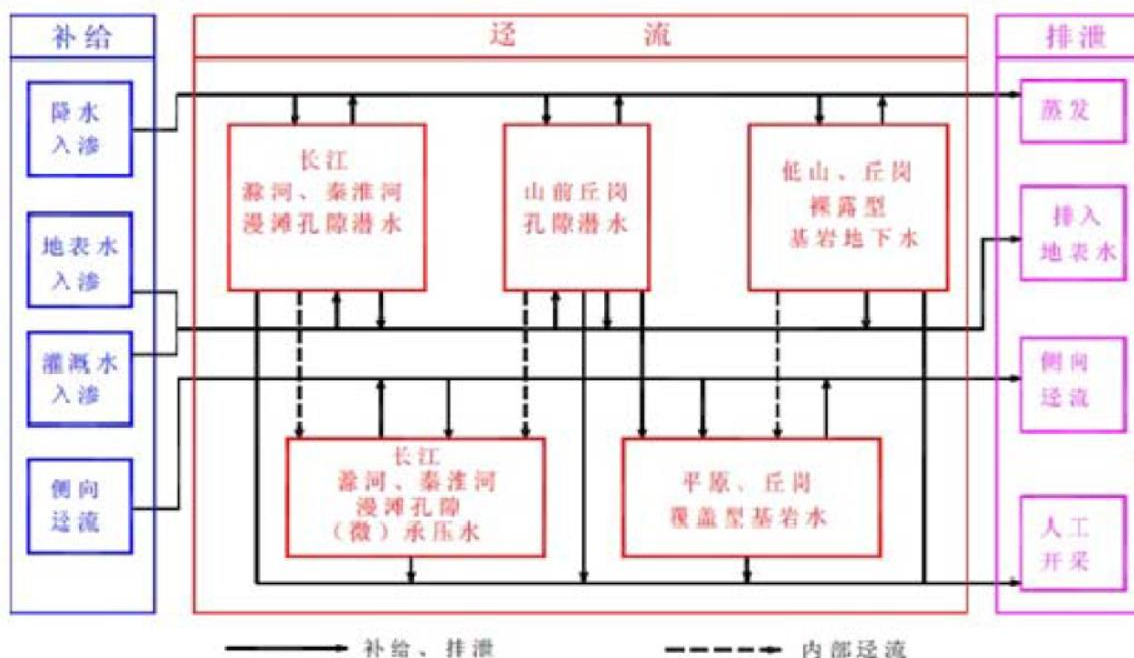 补给
径流
排泄
降水
入渗
地表水
入渗
灌溉水
入渗
侧向
迳流
长江
滁河、秦淮河
漫滩孔隙潜水
山前丘岗
孔隙潜水
低山、丘岗
裸露型
基岩地下水
长江
滁河、秦淮河
漫滩孔隙
(微)承压水
平原、丘岗
覆盖型基岩水
蒸发
排入
地表水
侧向
迳流
人工
开采
补给、排泄
内部迳流